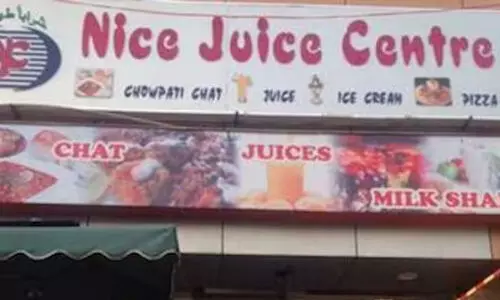 Nice Juice Centre
CHOWPATI CHAT JUICE ICE CREAM PIZZA
CHAT JUICES
MILK SHA